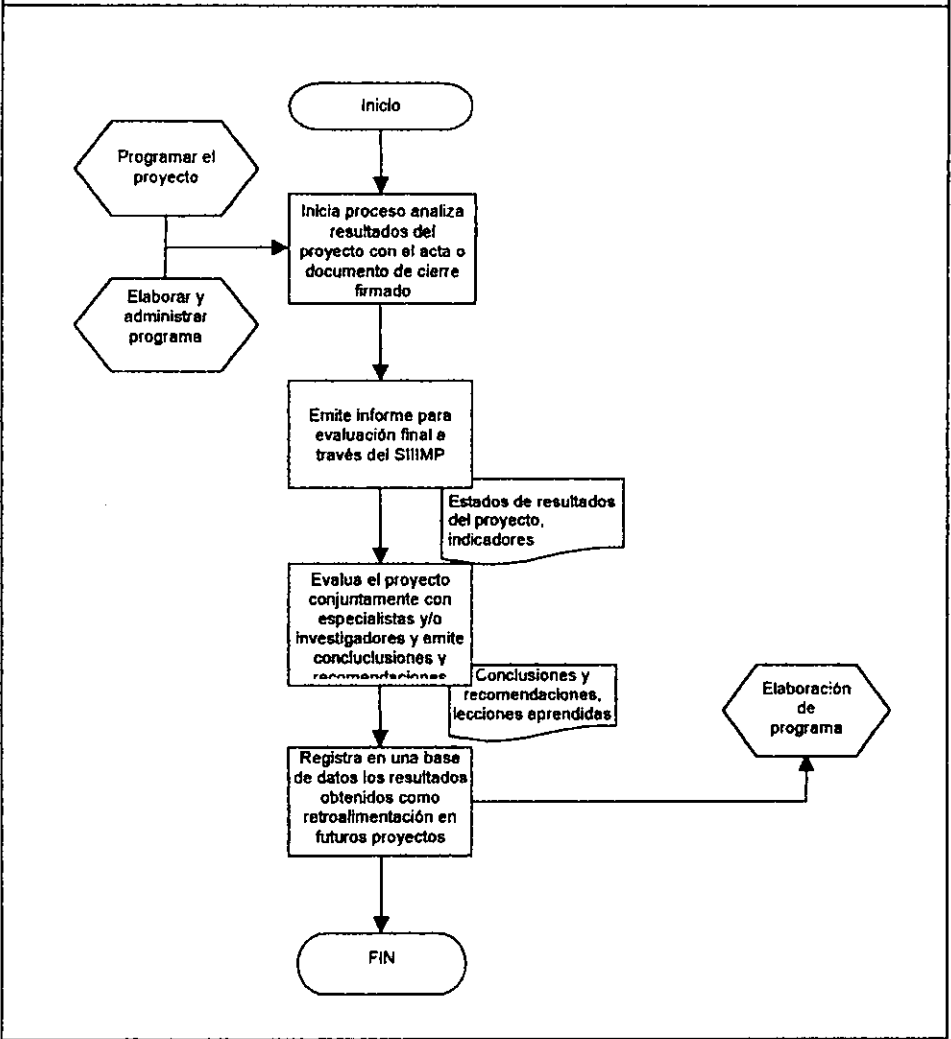 Inicio
Programar el
proyecto
Inicia proceso analiza
resultados del
proyecto con el acta o
documento de cierre
firmado
Elaborar y
administrar
programa
Emite informe para
evaluación final a
través del SIIIMP
Estados de resultados
del proyecto,
indicadores
Evalua el proyecto
conjuntamente con
especialistas y/o
investigadores y emite
concluclusiones y
recomendaciones
Conclusiones y
recomendaciones,
lecciones aprendidas
Elaboración
de
programa
Registra en una base
de datos los resultados
obtenidos como
retroalimentación en
futuros proyectos
FIN